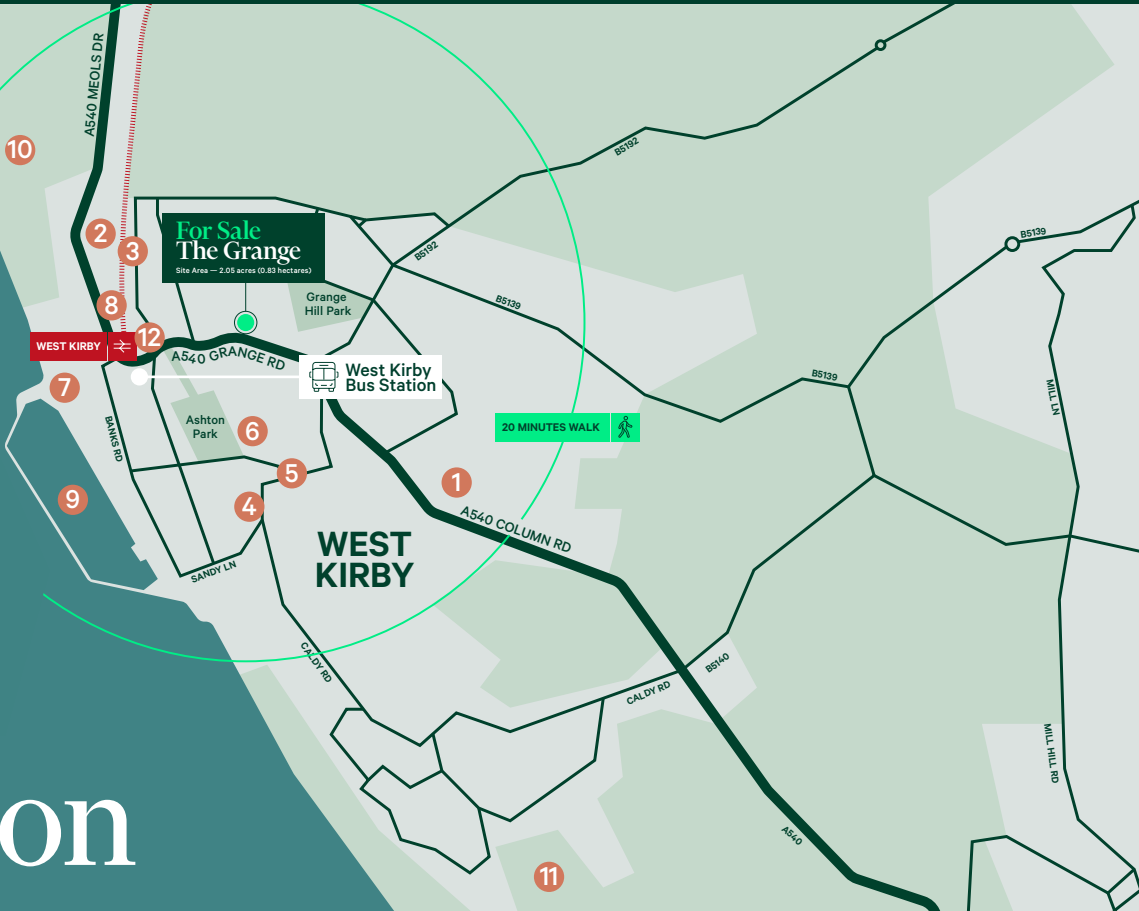 A540 MEOLS DR
10
B5192
2
For Sale
The Grange
Site Area — 2.05 acres (0.83 hectares)
3
B5192
B5139
Grange
Hill Park
B5139
8
12
WEST KIRBY
A540 GRANGE RD
West Kirby
Bus Station
7
B5139
MILL LN
BANKS RD
Ashton
Park
6
20 MINUTES WALK
5
1
9
4
A540 COLUMN RD
WEST
KIRBY
SANDY LN
CALDY RD
B5140
CALDY RD
MILL HILL RD
on
A540
11